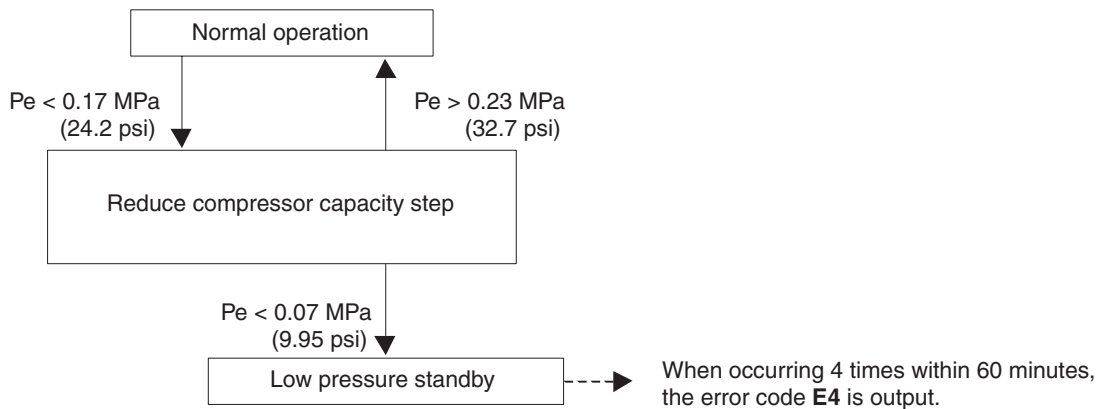 Normal operation
Pe < 0.17 MPa
(24.2 psi)
Pe > 0.23 MPa
(32.7 psi)
Reduce compressor capacity step
Pe < 0.07 MPa
(9.95 psi)
Low pressure standby
When occurring 4 times within 60 minutes,
the error code E4 is output.